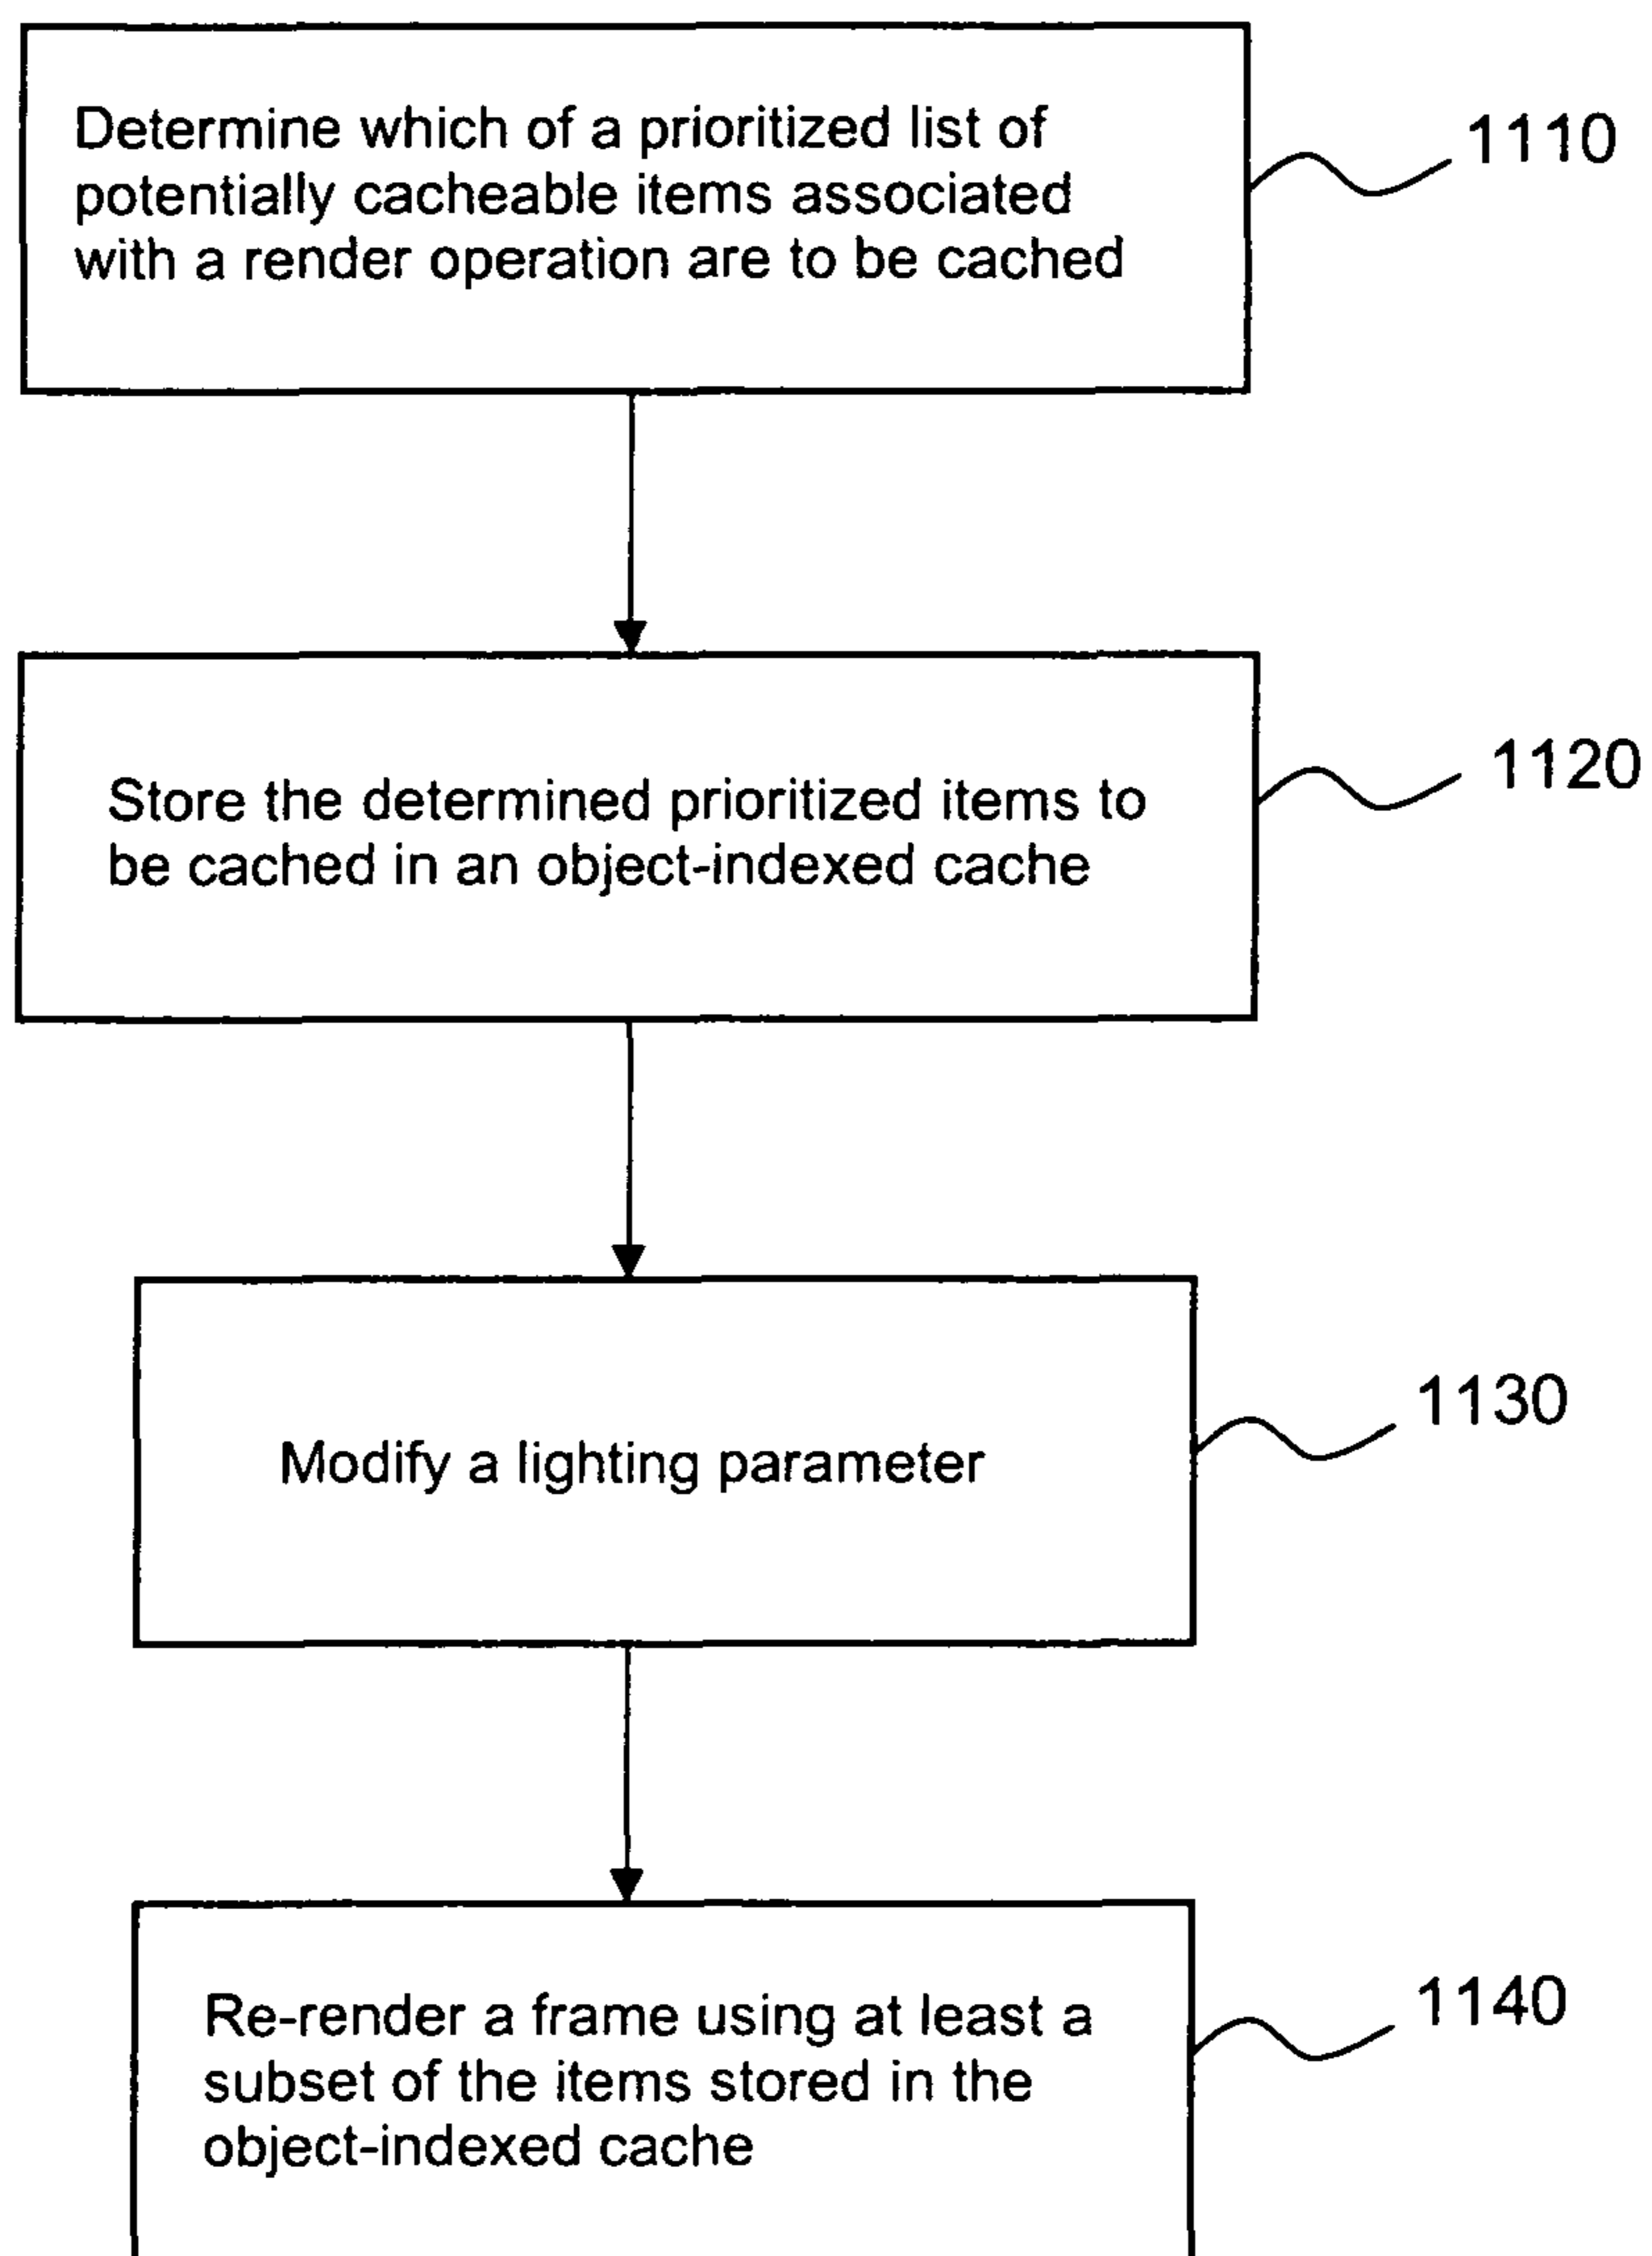 Determine which of a prioritized list of
potentially cacheable items associated
with a render operation are to be cached
1110
Store the determined prioritized items to
be cached in an object-indexed cache
1120
Modify a lighting parameter
1130
Re-render a frame using at least a
subset of the items stored in the
object-indexed cache
1140